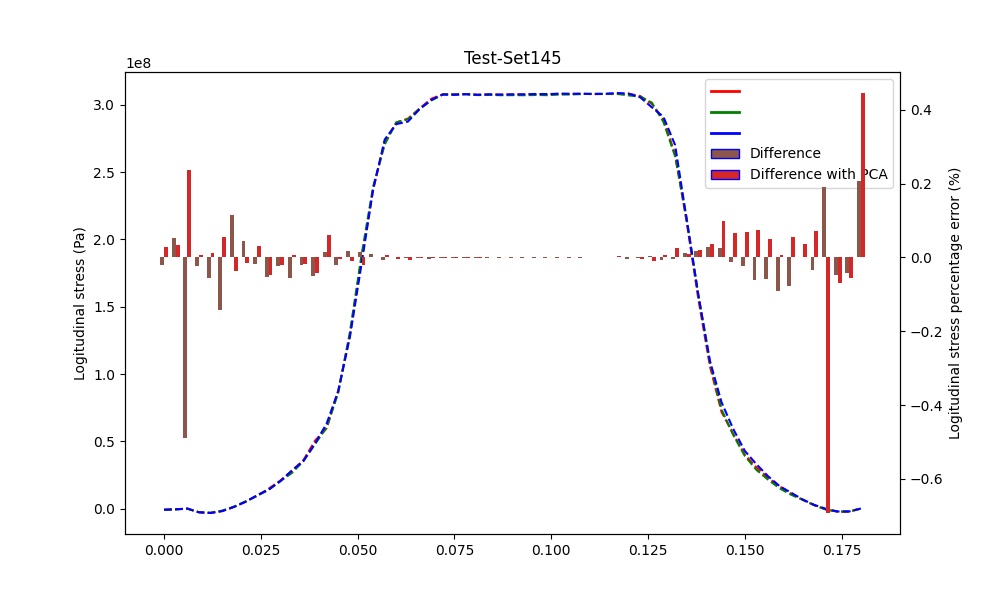 Test-Set145
1e8
3.0
2.5
2.0
1.5
1.0
0.5
0.0
Logitudinal stress (Pa)
Difference
Difference with PCA
0.4
0.2
0.0
−0.2
−0.4
−0.6
Logitudinal stress percentage error (%)
0.000 0.025 0.050 0.075 0.100 0.125 0.150 0.175